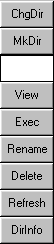 ChgDir
MkDir
View
Exec
Rename
Delete
Refresh
DirInfo